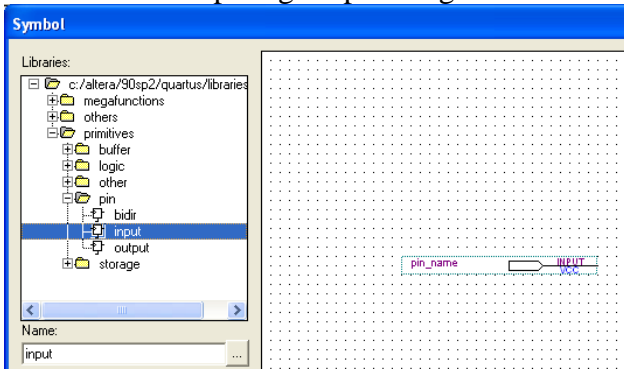 Symbol
Libraries:
c:/altera/90sp2/quartus/libraries
megafunctions
others
primitives
buffer
logic
other
pin
bidir
input
output
storage
pin_name INPUT
VCC
Name:
input
...